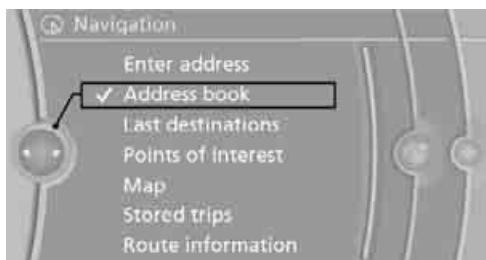 Navigation
Enter address
✓ Address book
Last destinations
Points of Interest
Map
Stored trips
Route information